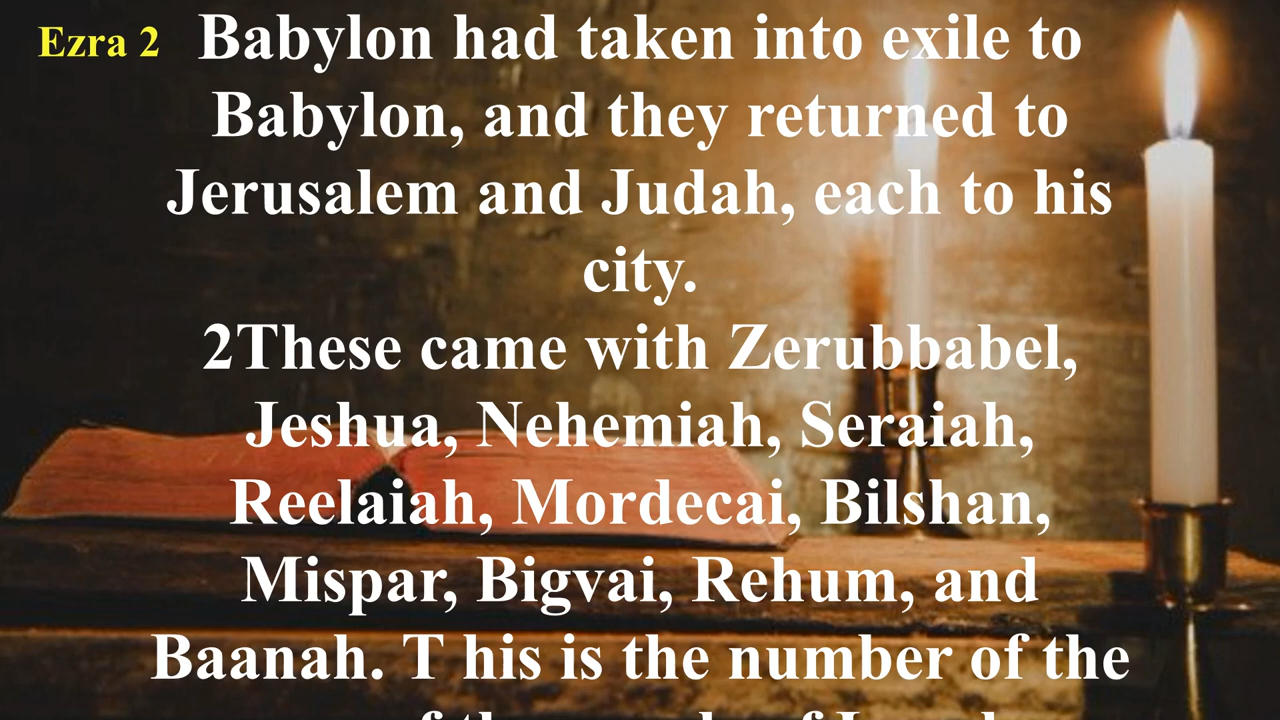 Ezra 2
Babylon had taken into exile to
Babylon, and they returned to
Jerusalem and Judah, each to his
city.
2These came with Zerubbabel,
Jeshua, Nehemiah, Seraiah,
Reelaiah, Mordecai, Bilshan,
Mispar, Bigvai, Rehum, and
Baanah. T his is the number of the